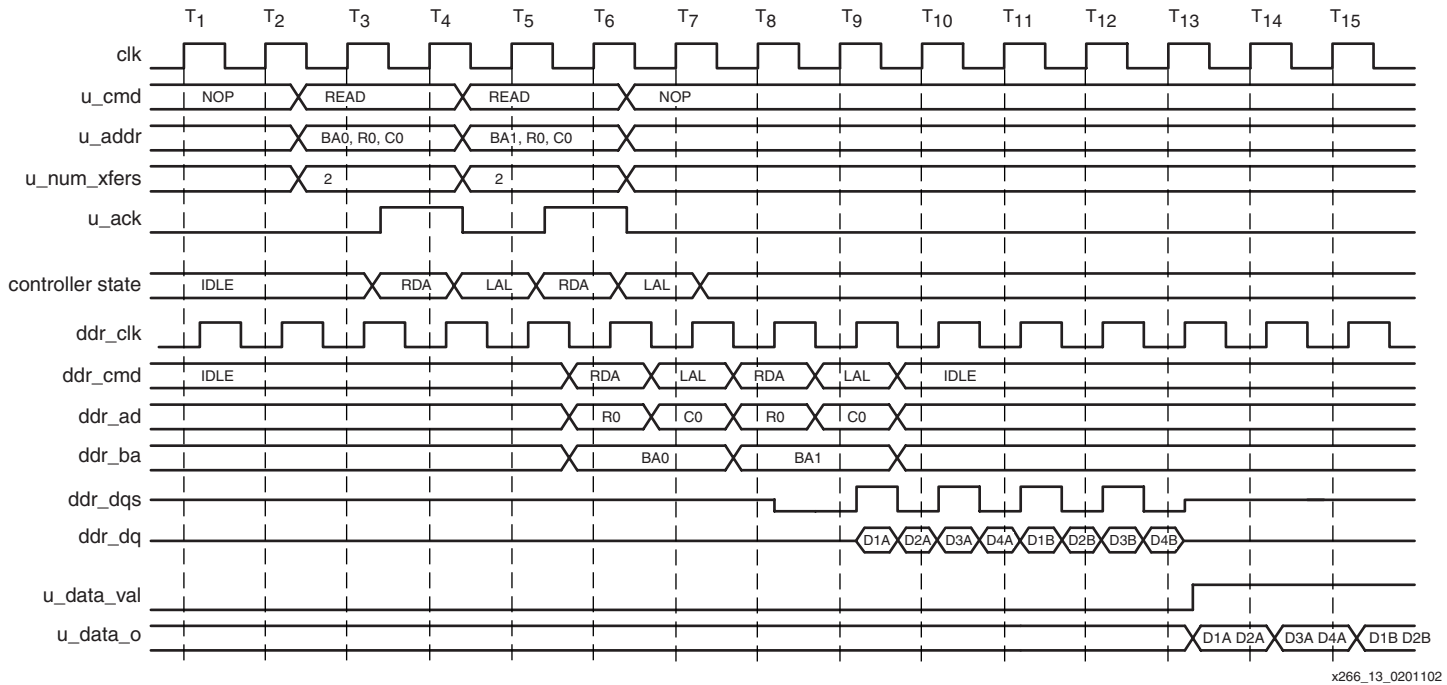 T1 T2 T3 T4 T5 T6 T7 T8 T9 T10 T11 T12 T13 T14 T15
clk
u_cmd NOP READ READ NOP
u_addr BA0, R0, C0 BA1, R0, C0
u_num_xfers 2 2
u_ack
controller state IDLE RDA LAL RDA LAL
ddr_clk
ddr_cmd IDLE RDA LAL RDA LAL IDLE
ddr_ad R0 C0 R0 C0
ddr_ba BA0 BA1
ddr_dqs
ddr_dq D1A D2A D3A D4A D1B D2B D3B D4B
u_data_val
u_data_o D1A D2A D3A D4A D1B D2B
x266_13_0201102